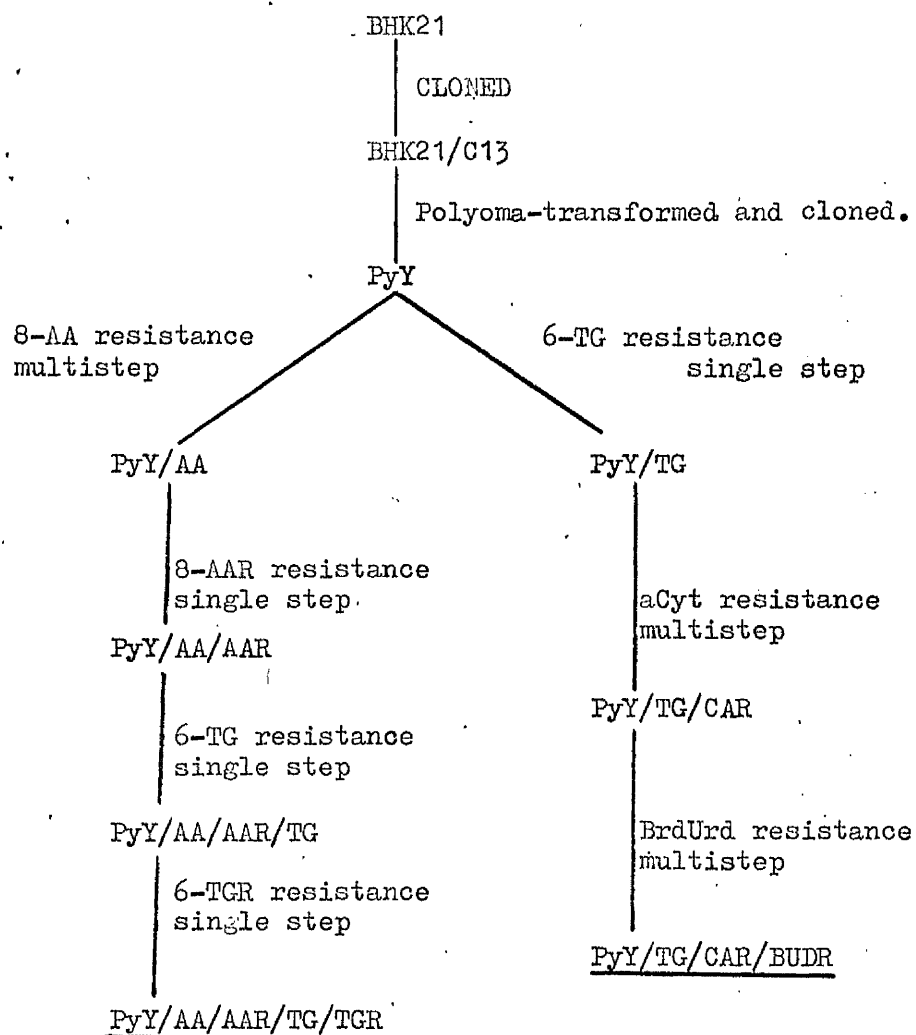 BHK21
CLONED
BHK21/C13
Polyoma-transformed and cloned.
PyY
8-AA resistance
multistep
6-TG resistance
single step
PyY/AA
PyY/TG
8-AAR resistance
single step
aCyt resistance
multistep
PyY/AA/AAR
PyY/TG/CAR
6-TG resistance
single step
PyY/AA/AAR/TG
BrdUrd resistance
multistep
6-TGR resistance
single step
PyY/TG/CAR/BUDR
PyY/AA/AAR/TG/TGR